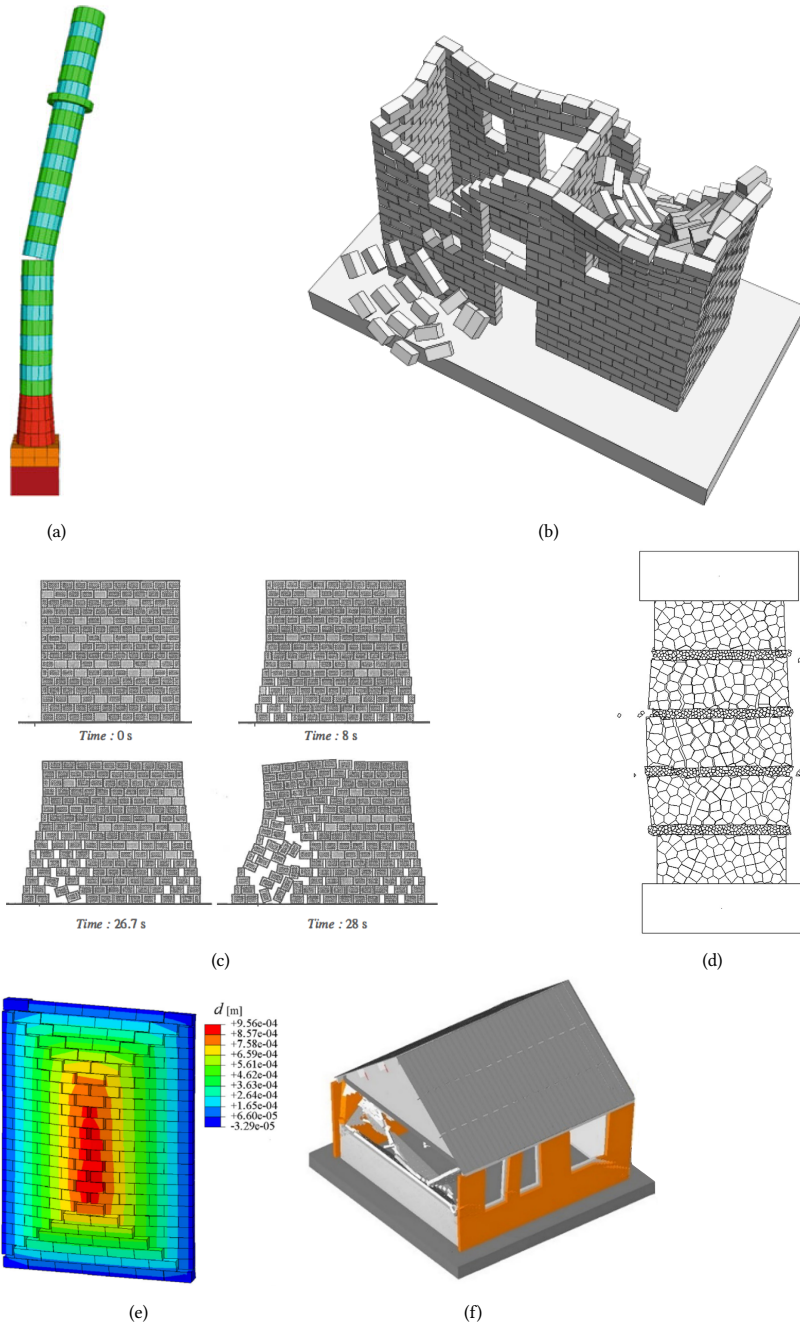 (a)
(b)
Time : 0 s
Time : 8 s
Time : 26.7 s
Time : 28 s
(c)
(d)
d [m]
+9.56e-04
+8.57e-04
+7.58e-04
+6.59e-04
+5.61e-04
+4.62e-04
+3.63e-04
+2.64e-04
+1.65e-04
+6.60e-05
-3.29e-05
(e)
(f)